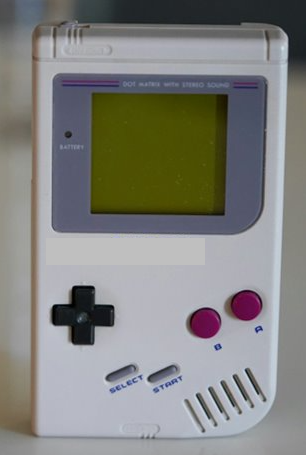 DOT MATRIX WITH STEREO SOUND
BATTERY
B A
SELECT START